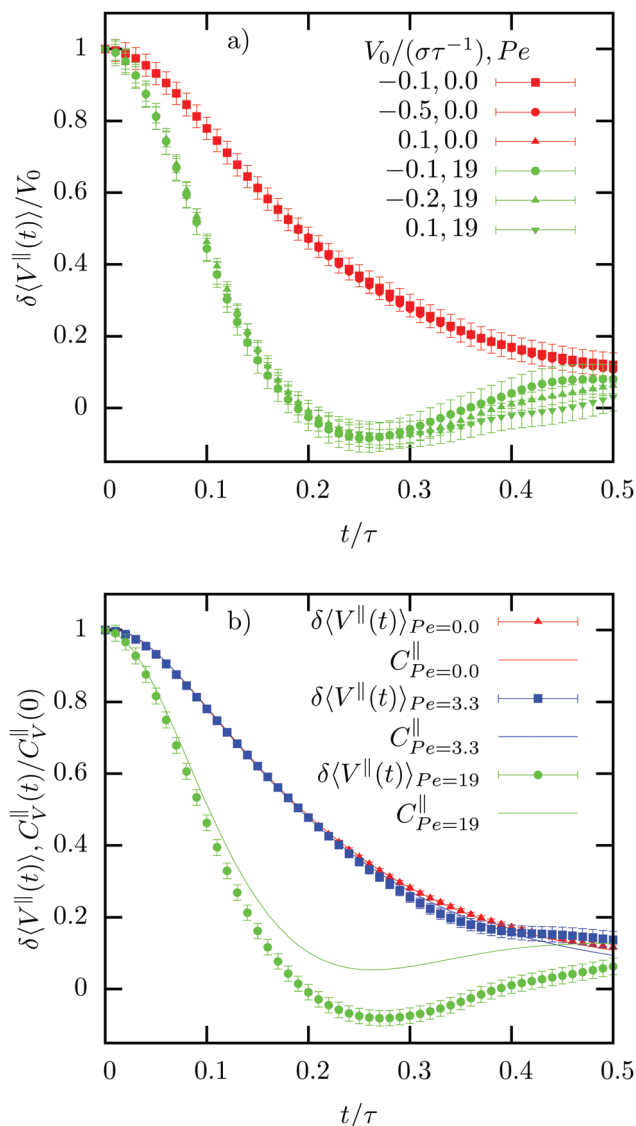 a)
V₀/(στ⁻¹), Pe
−0.1, 0.0
−0.5, 0.0
0.1, 0.0
−0.1, 19
−0.2, 19
0.1, 19
δ⟨V^∥(t)⟩/V₀
1
0.8
0.6
0.4
0.2
0
0 0.1 0.2 0.3 0.4 0.5
t/τ
b)
δ⟨V^∥(t)⟩_{Pe=0.0}
C^∥_{Pe=0.0}
δ⟨V^∥(t)⟩_{Pe=3.3}
C^∥_{Pe=3.3}
δ⟨V^∥(t)⟩_{Pe=19}
C^∥_{Pe=19}
δ⟨V^∥(t)⟩, C^∥_V(t)/C^∥_V(0)
1
0.8
0.6
0.4
0.2
0
0 0.1 0.2 0.3 0.4 0.5
t/τ